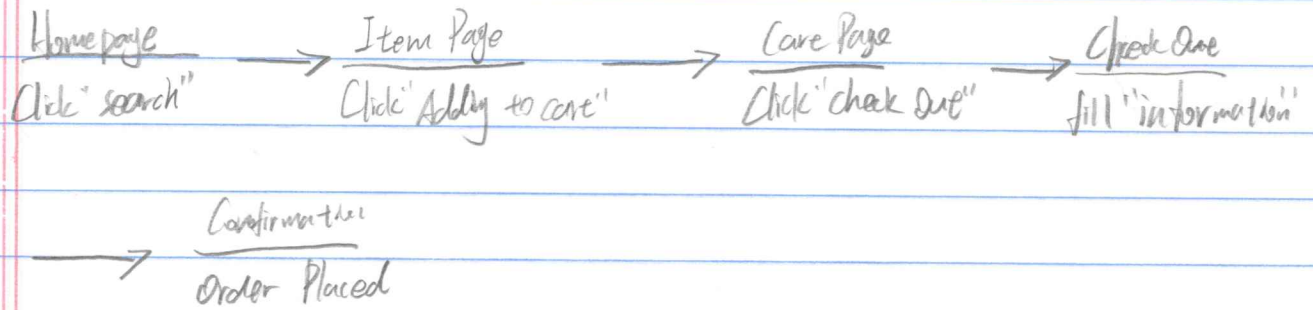 Homepage → Item Page → Care Page → Check Out
Click "search" Click "Adding to cart" Click "check Out" fill "information"
→ Confirmation
Order Placed